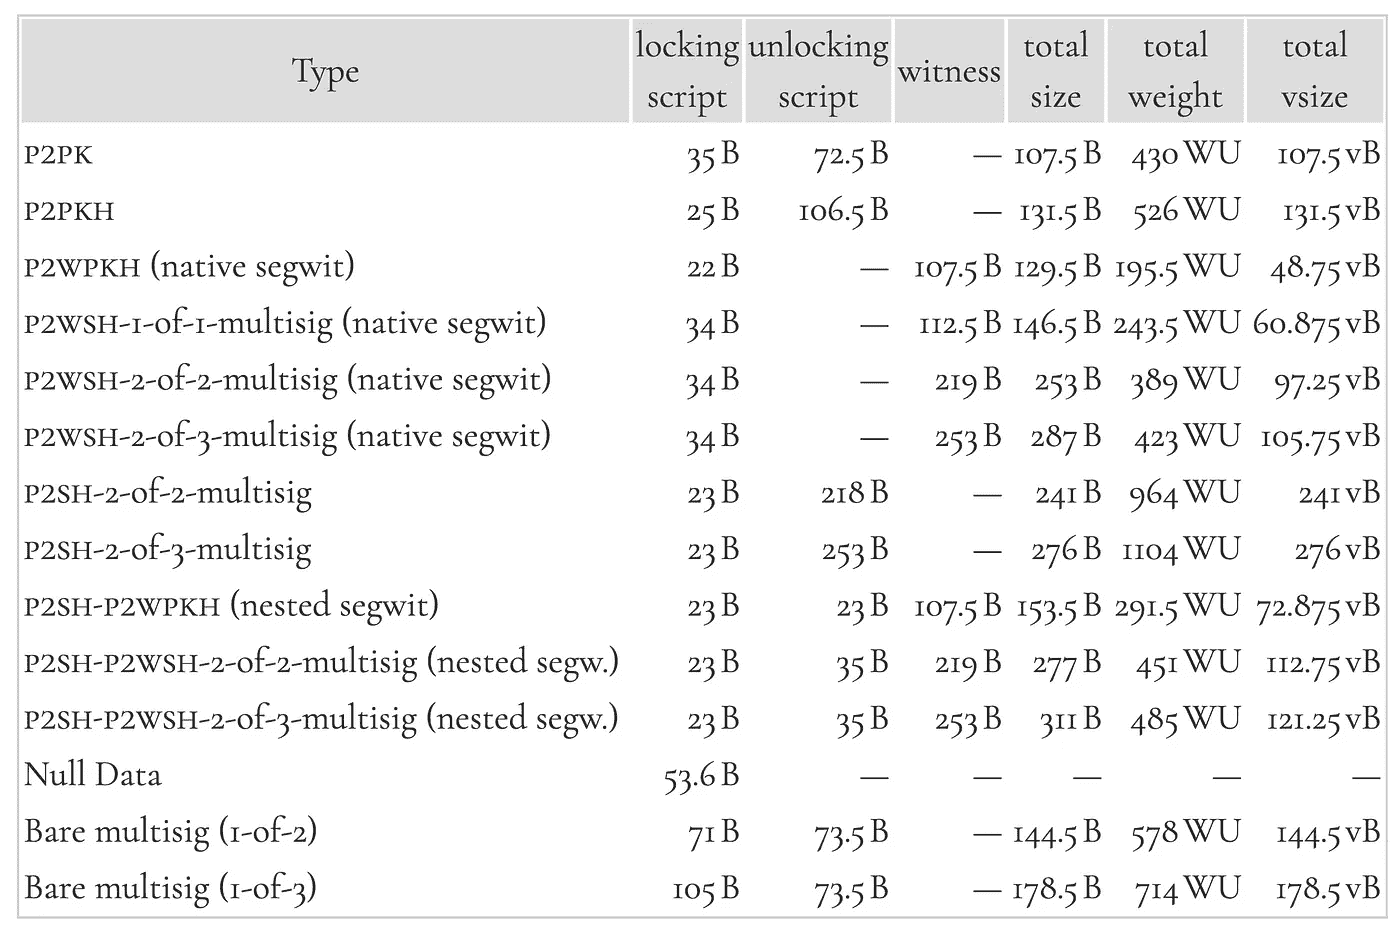 Type locking script unlocking script witness total size total weight total vsize
P2PK 35 B 72.5 B — 107.5 B 430 WU 107.5 vB
P2PKH 25 B 106.5 B — 131.5 B 526 WU 131.5 vB
P2WPKH (native segwit) 22 B — 107.5 B 129.5 B 195.5 WU 48.75 vB
P2WSH-1-of-1-multisig (native segwit) 34 B — 112.5 B 146.5 B 243.5 WU 60.875 vB
P2WSH-2-of-2-multisig (native segwit) 34 B — 219 B 253 B 389 WU 97.25 vB
P2WSH-2-of-3-multisig (native segwit) 34 B — 253 B 287 B 423 WU 105.75 vB
P2SH-2-of-2-multisig 23 B 218 B — 241 B 964 WU 241 vB
P2SH-2-of-3-multisig 23 B 253 B — 276 B 1104 WU 276 vB
P2SH-P2WPKH (nested segwit) 23 B 23 B 107.5 B 153.5 B 291.5 WU 72.875 vB
P2SH-P2WSH-2-of-2-multisig (nested segw.) 23 B 35 B 219 B 277 B 451 WU 112.75 vB
P2SH-P2WSH-2-of-3-multisig (nested segw.) 23 B 35 B 253 B 311 B 485 WU 121.25 vB
Null Data 53.6 B — — — — —
Bare multisig (1-of-2) 71 B 73.5 B — 144.5 B 578 WU 144.5 vB
Bare multisig (1-of-3) 105 B 73.5 B — 178.5 B 714 WU 178.5 vB